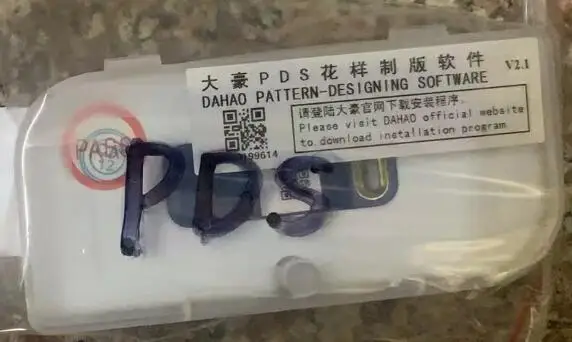 大豪PDS花样制版软件 V2.1
DAHAO PATTERN-DESIGNING SOFTWARE
请登陆大豪官网下载安装程序.
Please visit DAHAO official website
to download installation program
99614
PDS